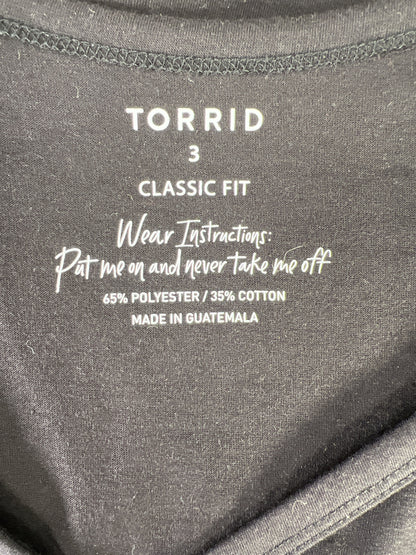 TORRID
3
CLASSIC FIT
Wear Instructions:
Put me on and never take me off
65% POLYESTER / 35% COTTON
MADE IN GUATEMALA